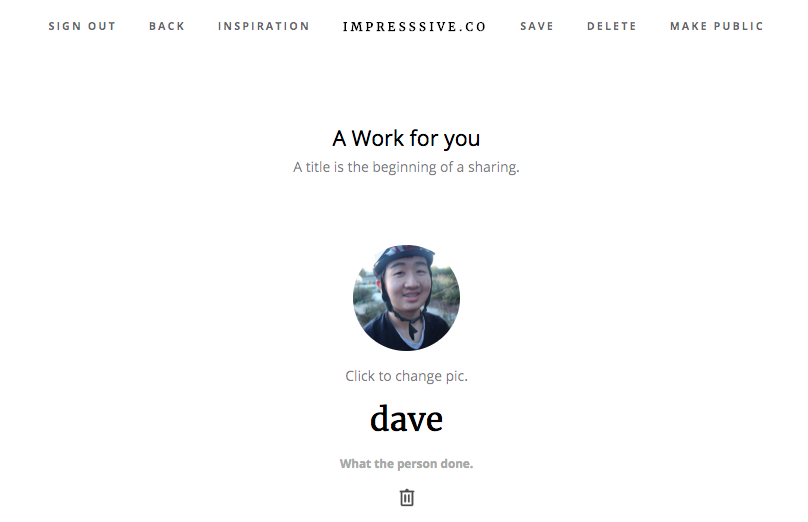 SIGN OUT BACK INSPIRATION IMPRESSSIVE.CO SAVE DELETE MAKE PUBLIC
A Work for you
A title is the beginning of a sharing.
Click to change pic.
dave
What the person done.